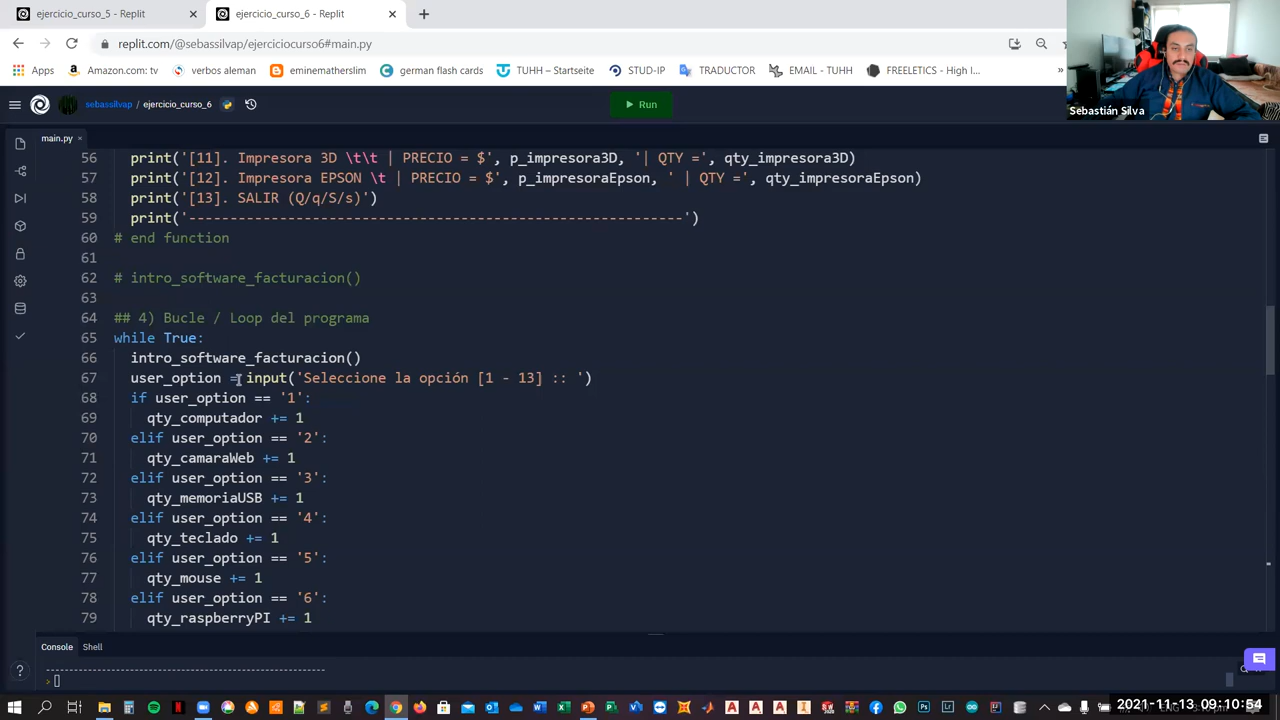 ejercicio_curso_5 - Replit
ejercicio_curso_6 - Replit
replit.com/@sebassilvap/ejerciciocurso6#main.py
Apps
Amazon.com: tv
verbos aleman
eminematherslim
german flash cards
TUHH – Startseite
STUD-IP
TRADUCTOR
EMAIL - TUHH
FREELETICS - High I...
»
Sebastián Silva
sebassilvap / ejercicio_curso_6
Run
main.py
56 print('[11]. Impresora 3D \t\t | PRECIO = $', p_impresora3D, '| QTY =', qty_impresora3D)
57 print('[12]. Impresora EPSON \t | PRECIO = $', p_impresoraEpson, ' | QTY =', qty_impresoraEpson)
58 print('[13]. SALIR (Q/q/S/s)')
59 print('------------------------------------------------------------')
60 # end function
61
62 # intro_software_facturacion()
63
64 ## 4) Bucle / Loop del programa
65 while True:
66 intro_software_facturacion()
67 user_option = input('Seleccione la opción [1 - 13] :: ')
68 if user_option == '1':
69 qty_computador += 1
70 elif user_option == '2':
71 qty_camaraWeb += 1
72 elif user_option == '3':
73 qty_memoriaUSB += 1
74 elif user_option == '4':
75 qty_teclado += 1
76 elif user_option == '5':
77 qty_mouse += 1
78 elif user_option == '6':
79 qty_raspberryPI += 1
Console
Shell
------------------------------------------------------------
>
2021-11-13 09:10:54